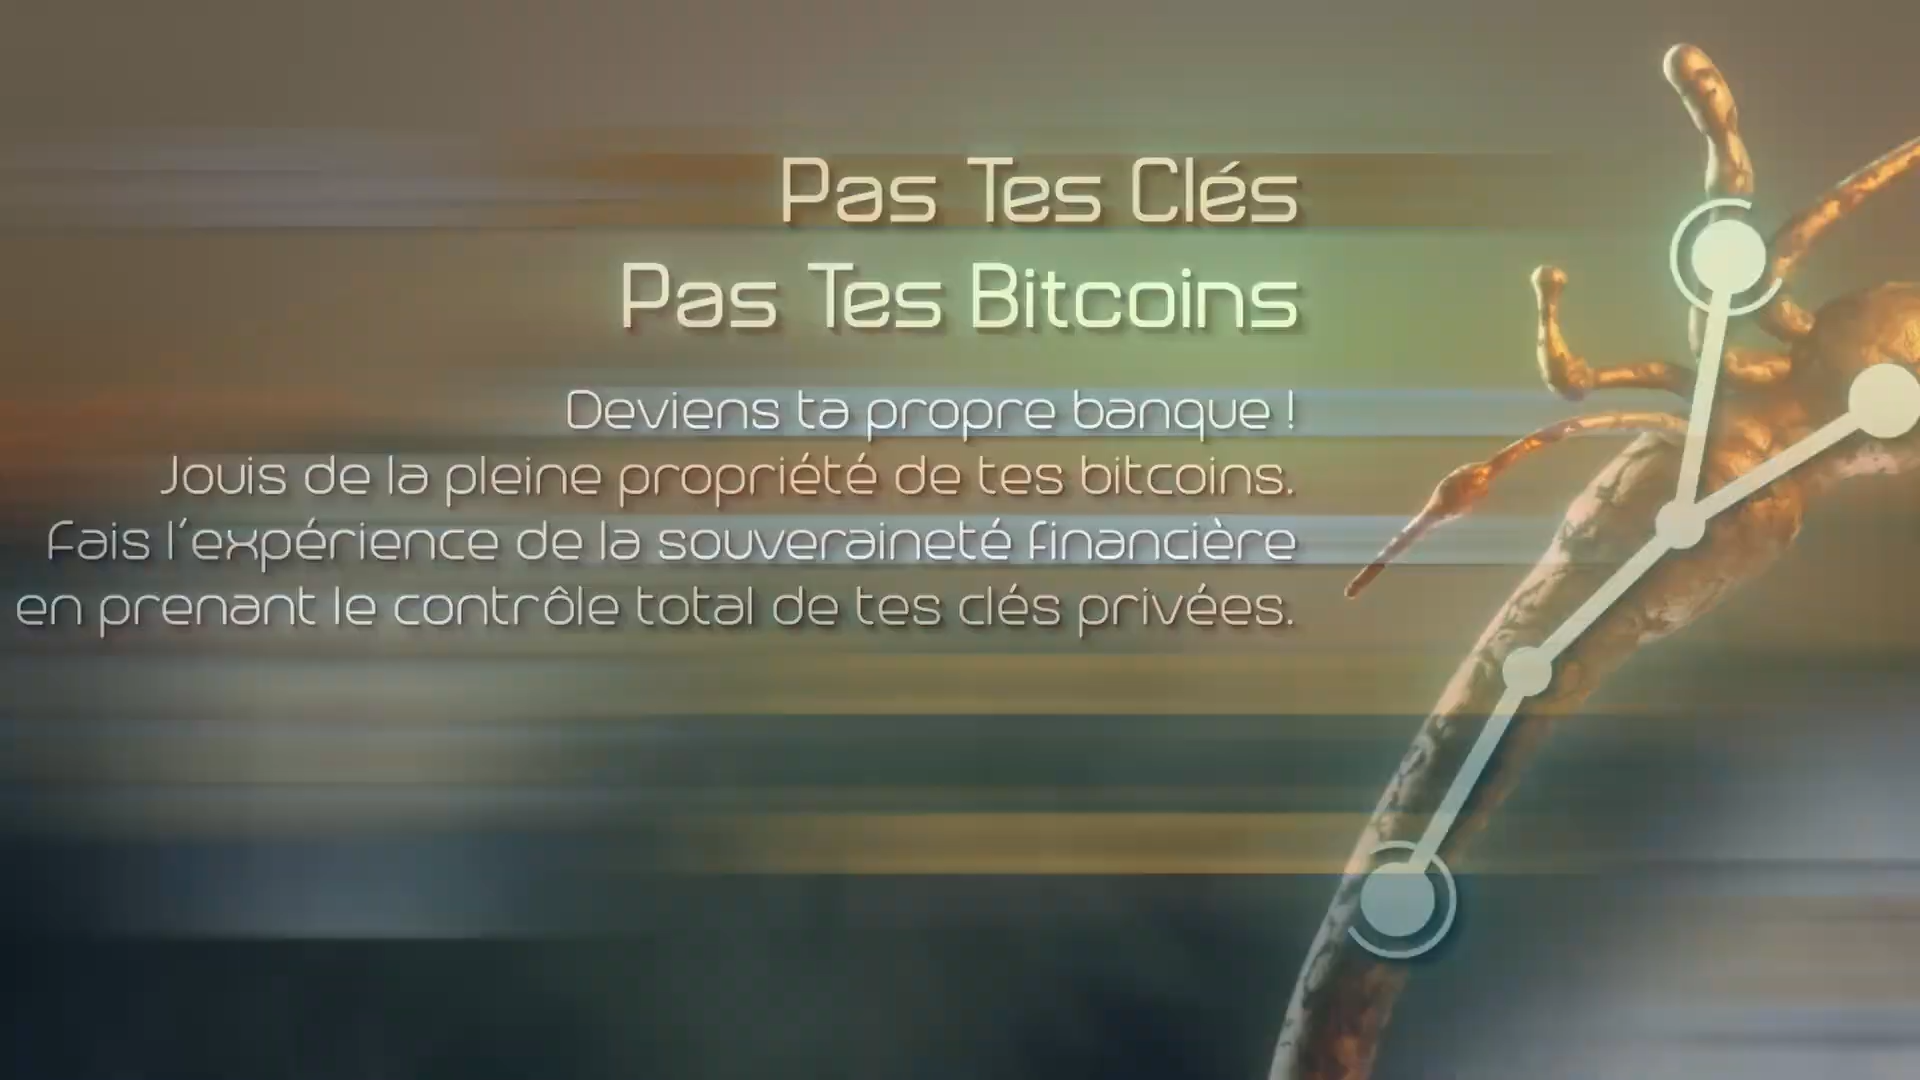 Pas Tes Clés
Pas Tes Bitcoins
Deviens ta propre banque !
Jouis de la pleine propriété de tes bitcoins.
Fais l'expérience de la souveraineté financière
en prenant le contrôle total de tes clés privées.